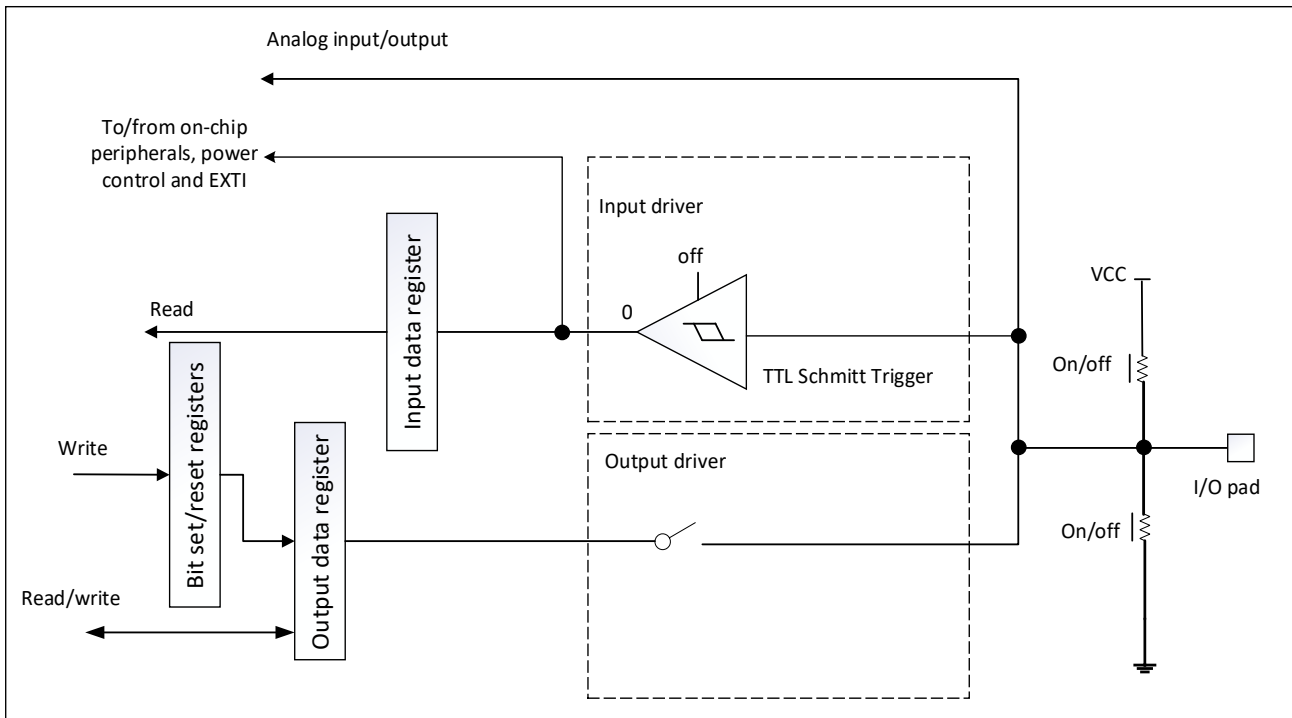 Analog input/output
To/from on-chip
peripherals, power
control and EXTI
Input driver
off
0
TTL Schmitt Trigger
Input data register
Read
VCC
On/off
Bit set/reset registers
Write
Output data register
Output driver
I/O pad
On/off
Read/write